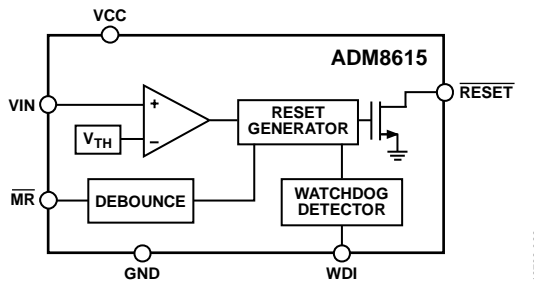 VCC
ADM8615
VIN
+
RESET
VTH
–
RESET
GENERATOR
MR
DEBOUNCE
WATCHDOG
DETECTOR
GND
WDI